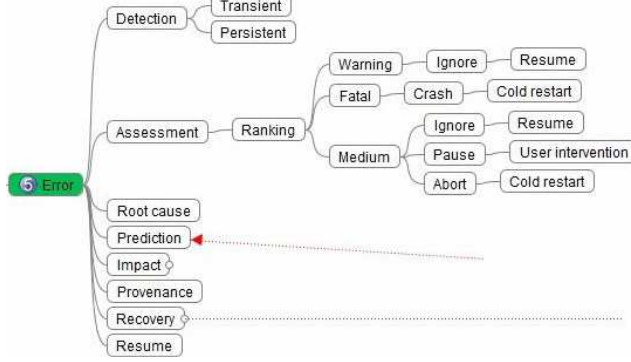 Transient
Detection
Persistent
Warning
Ignore
Resume
Fatal
Crash
Cold restart
Assessment
Ranking
Ignore
Resume
Medium
Pause
User intervention
Abort
Cold restart
5 Error
Root cause
Prediction
Impact
Provenance
Recovery
Resume